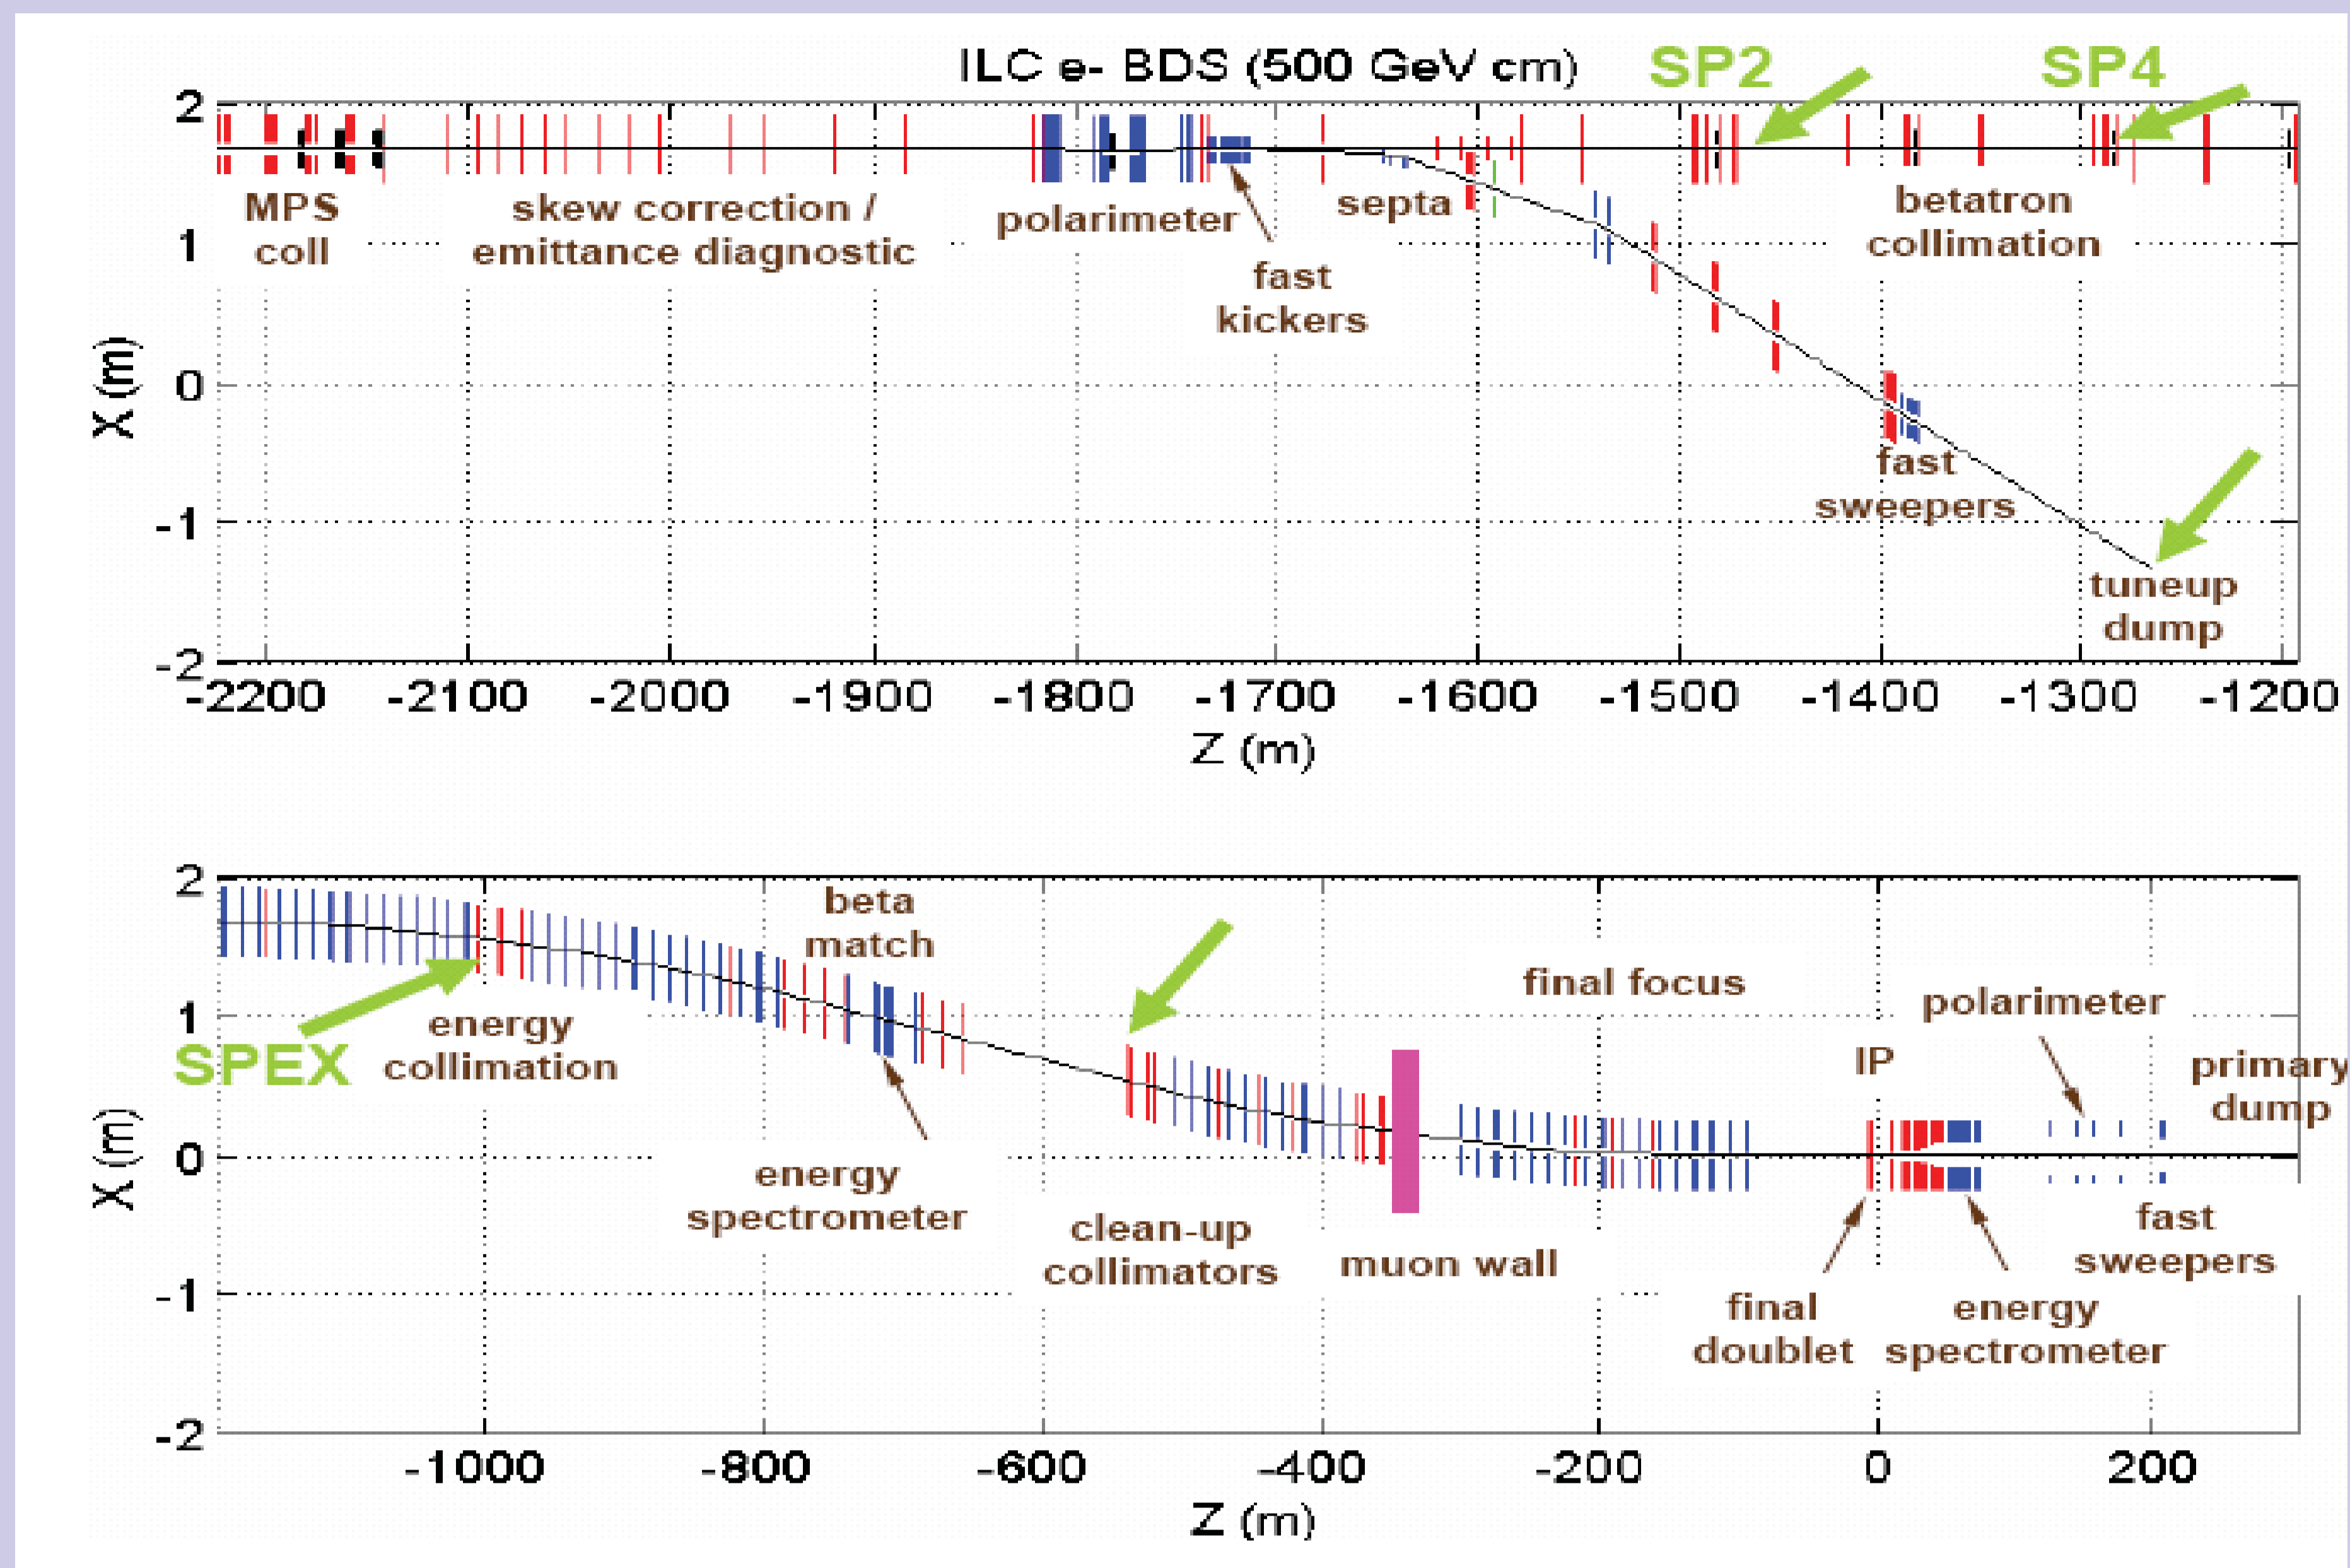 ILC e- BDS (500 GeV cm)
SP2
SP4
2
1
0
-1
-2
X (m)
MPS
coll
skew correction /
emittance diagnostic
polarimeter
fast
kickers
septa
betatron
collimation
fast
sweepers
tuneup
dump
-2200 -2100 -2000 -1900 -1800 -1700 -1600 -1500 -1400 -1300 -1200
Z (m)
2
1
0
-1
-2
X (m)
SPEX
energy
collimation
beta
match
energy
spectrometer
clean-up
collimators
muon wall
final focus
polarimeter
IP
primary
dump
fast
sweepers
final
doublet
energy
spectrometer
-1000 -800 -600 -400 -200 0 200
Z (m)